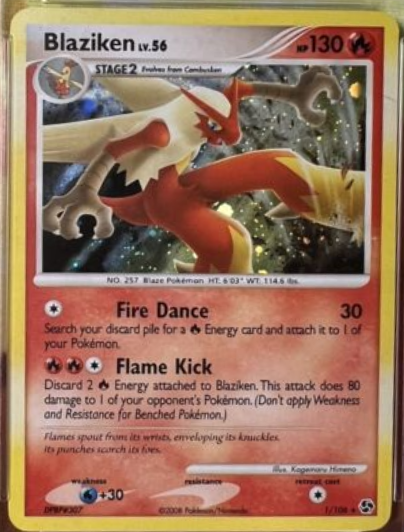 Blaziken LV.56 HP 130
STAGE 2 Evolves from Combusken
NO. 257 Blaze Pokémon HT: 6'03" WT: 114.6 lbs.
Fire Dance 30
Search your discard pile for a Energy card and attach it to 1 of
your Pokémon.
Flame Kick
Discard 2 Energy attached to Blaziken. This attack does 80
damage to 1 of your opponent's Pokémon. (Don't apply Weakness
and Resistance for Benched Pokémon.)
Flames spout from its wrists, enveloping its knuckles.
Its punches scorch its foes.
Illus. Kagemaru Himeno
weakness resistance retreat cost
+30
DPBP#307 ©2008 Pokémon/Nintendo 1/106